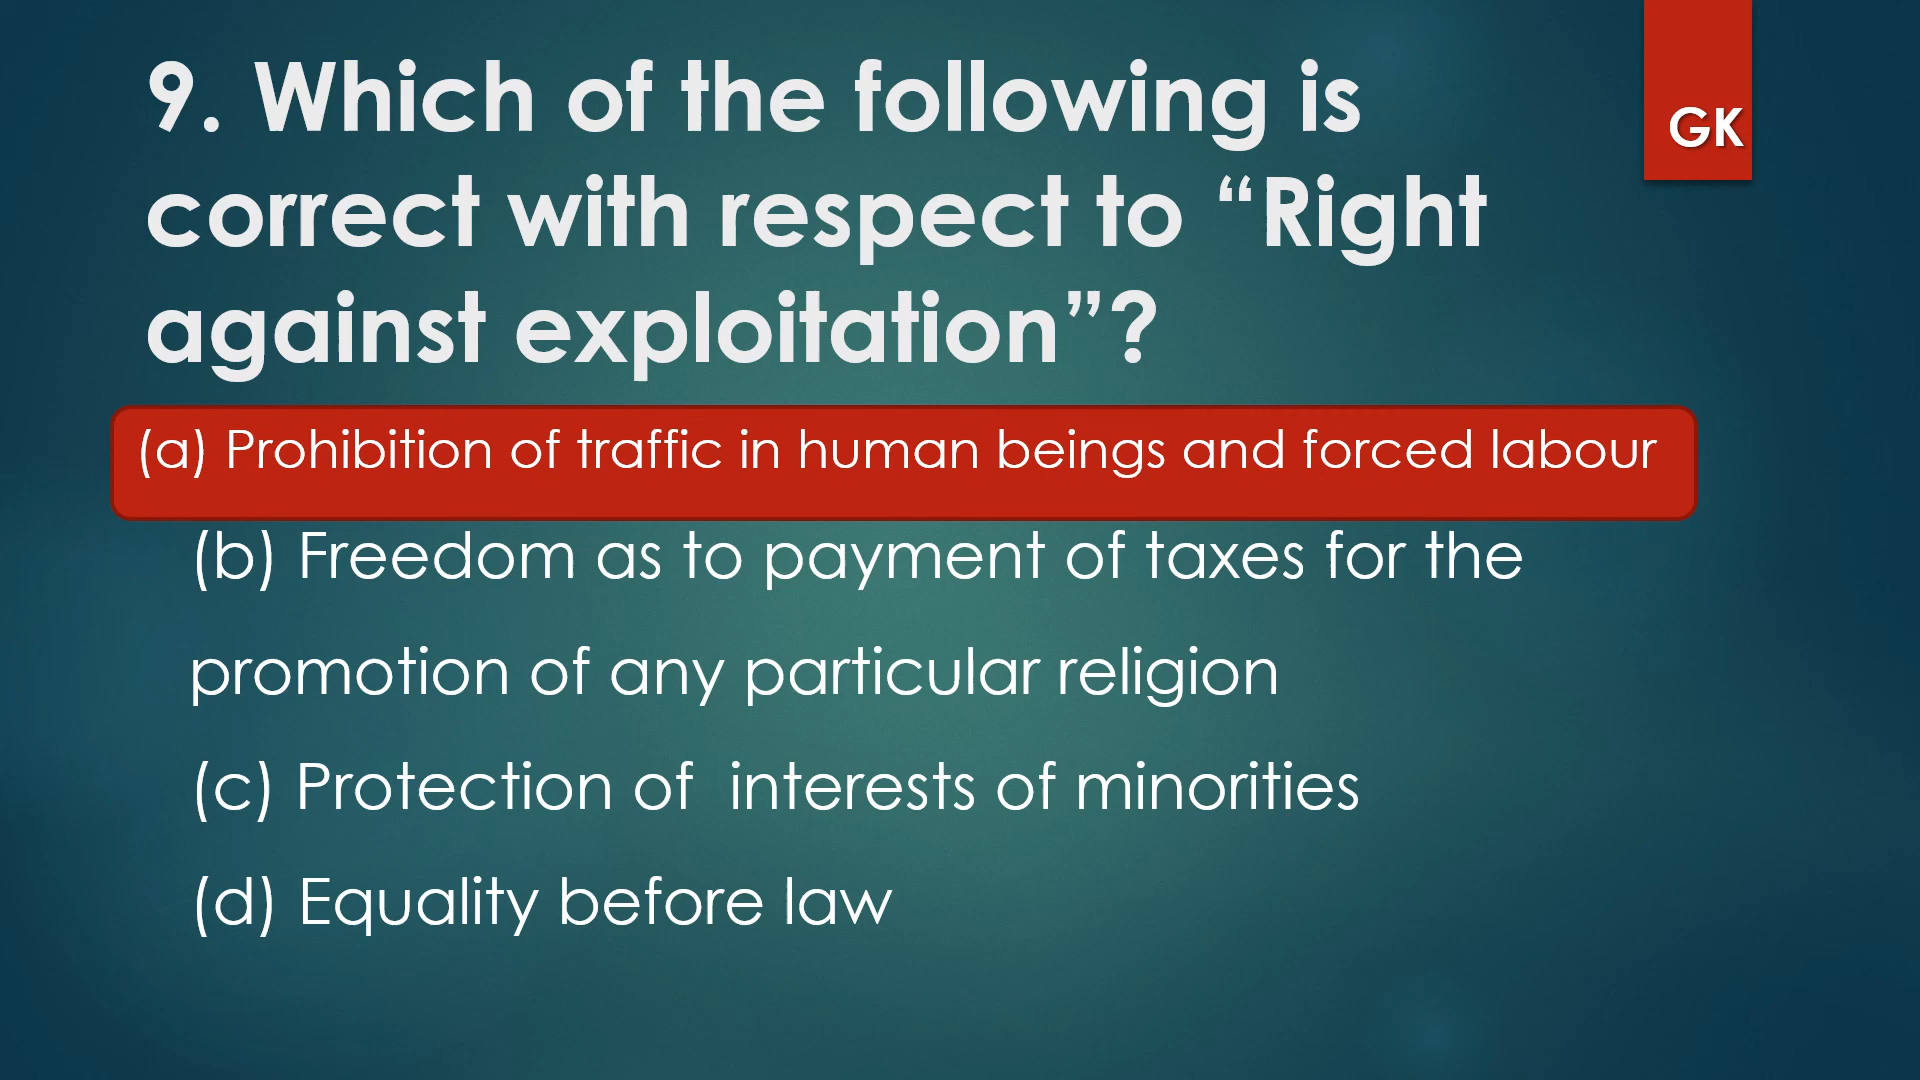 9. Which of the following is
correct with respect to “Right
against exploitation”?
GK
(a) Prohibition of traffic in human beings and forced labour
(b) Freedom as to payment of taxes for the
promotion of any particular religion
(c) Protection of  interests of minorities
(d) Equality before law